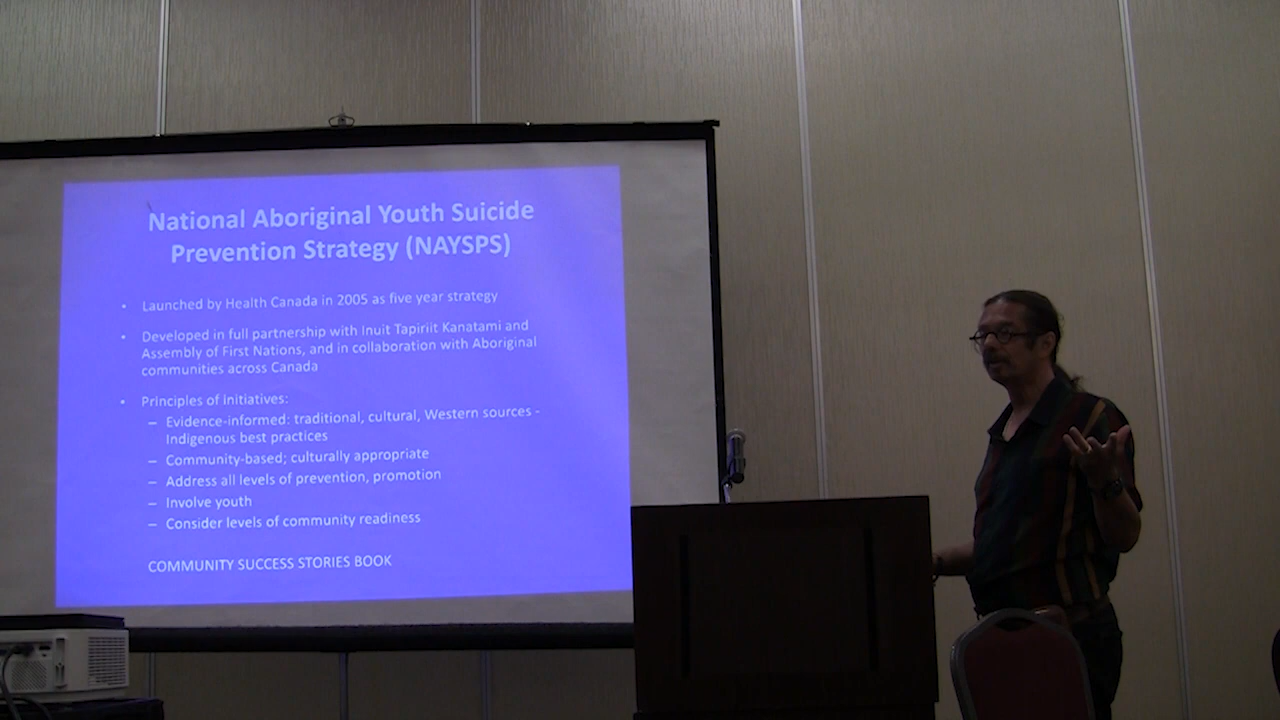 National Aboriginal Youth Suicide
Prevention Strategy (NAYSPS)
• Launched by Health Canada in 2005 as five year strategy
• Developed in full partnership with Inuit Tapiriit Kanatami and
Assembly of First Nations, and in collaboration with Aboriginal
communities across Canada
• Principles of initiatives:
– Evidence-informed: traditional, cultural, Western sources -
Indigenous best practices
– Community-based; culturally appropriate
– Address all levels of prevention, promotion
– Involve youth
– Consider levels of community readiness
COMMUNITY SUCCESS STORIES BOOK